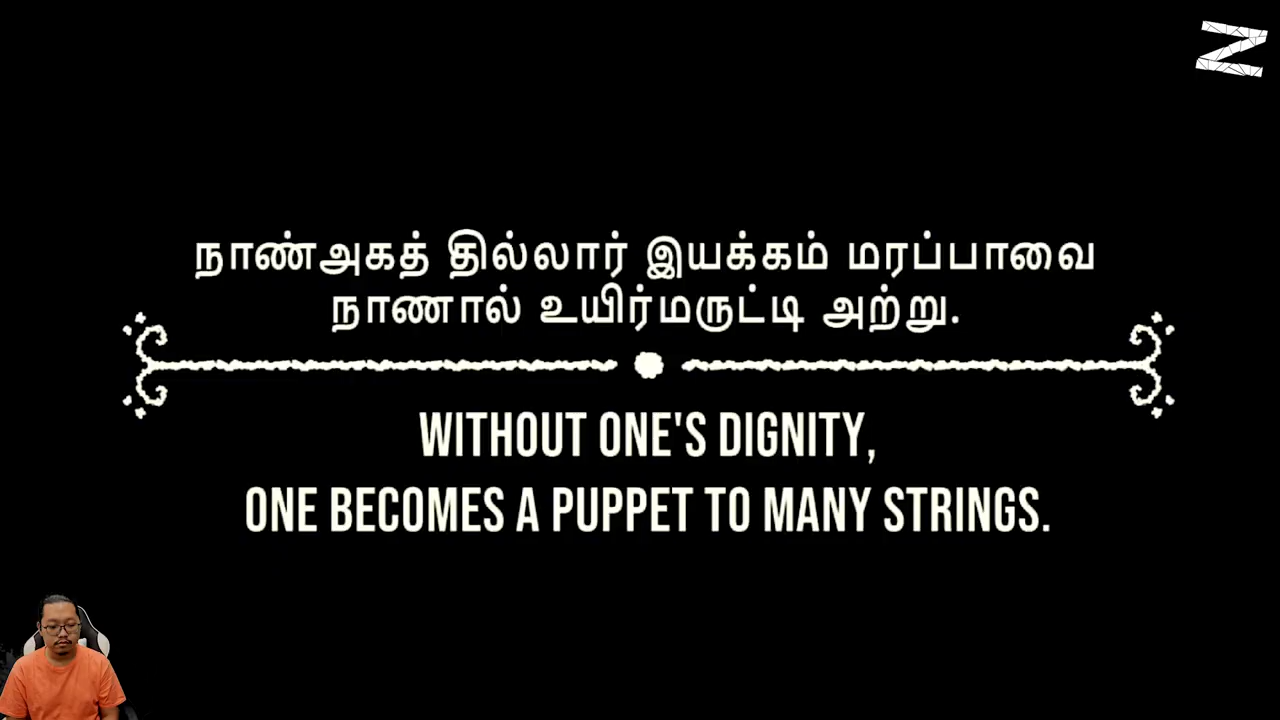 நாண்அகத் தில்லார் இயக்கம் மரப்பாவை
நாணால் உயிர்மருட்டி அற்று.
WITHOUT ONE'S DIGNITY,
ONE BECOMES A PUPPET TO MANY STRINGS.
Z